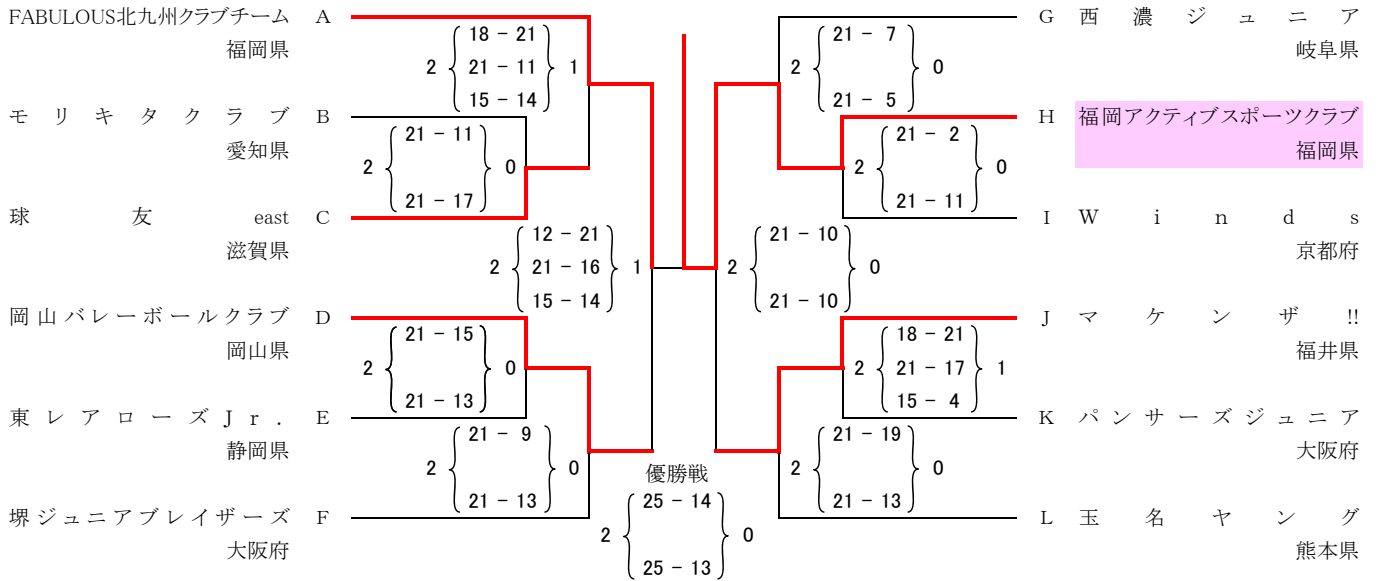 FABULOUS北九州クラブチーム A
福岡県
モリキタクラブ B
愛知県
球友east C
滋賀県
岡山バレーボールクラブ D
岡山県
東レアローズJr. E
静岡県
堺ジュニアブレイザーズ F
大阪府
18 - 21
2 21 - 11 1
15 - 14
21 - 11
2 0
21 - 17
12 - 21
2 21 - 16 1
15 - 14
21 - 15
2 0
21 - 13
21 - 9
2 0
21 - 13
優勝戦
25 - 14
2 0
25 - 13
21 - 7
2 0
21 - 5
21 - 2
2 0
21 - 11
21 - 10
2 0
21 - 10
18 - 21
2 21 - 17 1
15 - 4
21 - 19
2 0
21 - 13
G 西濃ジュニア
岐阜県
H 福岡アクティブスポーツクラブ
福岡県
I Winds
京都府
J マケンザ!!
福井県
K パンサーズジュニア
大阪府
L 玉名ヤング
熊本県